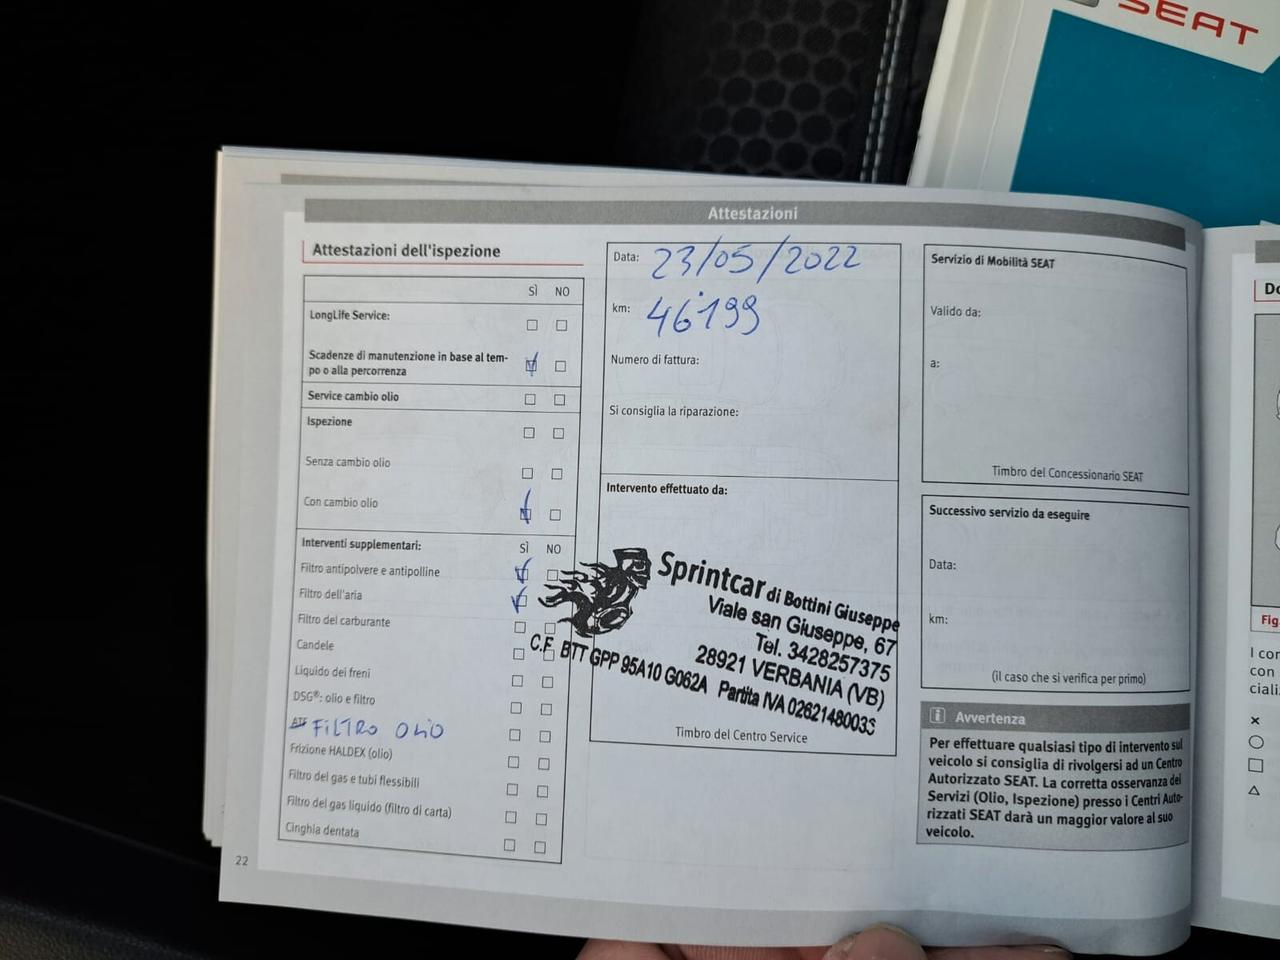 SEAT
Attestazioni
Attestazioni dell'ispezione
SÌ NO
LongLife Service:
Scadenze di manutenzione in base al tem-
po o alla percorrenza
Service cambio olio
Ispezione
Senza cambio olio
Con cambio olio
Interventi supplementari: SÌ NO
Filtro antipolvere e antipolline
Filtro dell'aria
Filtro del carburante
Candele
Liquido dei freni
DSG®: olio e filtro
ATF FILTRO OLIO
Frizione HALDEX (olio)
Filtro del gas e tubi flessibili
Filtro del gas liquido (filtro di carta)
Cinghia dentata
22
Data: 23/05/2022
km: 46.199
Numero di fattura:
Si consiglia la riparazione:
Intervento effettuato da:
Sprintcar di Bottini Giuseppe
Viale san Giuseppe, 67
Tel. 3428257375
28921 VERBANIA (VB)
C.F. BTT GPP 95A10 G062A Partita IVA 02621480033
Timbro del Centro Service
Servizio di Mobilità SEAT
Valido da:
a:
Timbro del Concessionario SEAT
Successivo servizio da eseguire
Data:
km:
(il caso che si verifica per primo)
i Avvertenza
Per effettuare qualsiasi tipo di intervento sul
veicolo si consiglia di rivolgersi ad un Centro
Autorizzato SEAT. La corretta osservanza dei
Servizi (Olio, Ispezione) presso i Centri Auto-
rizzati SEAT darà un maggior valore al suo
veicolo.
Do
Fig.
I cor
con
ciali